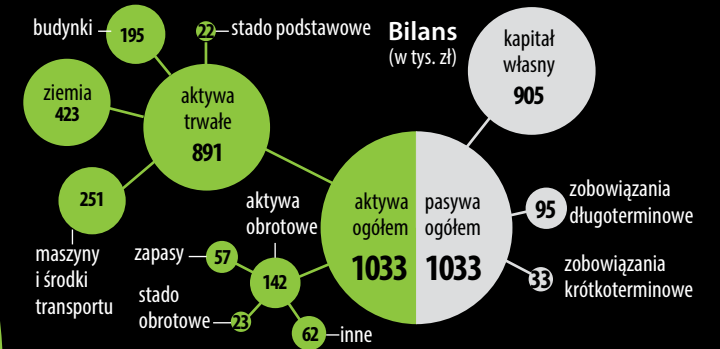 Bilans
(w tys. zł)
budynki
195
22
stado podstawowe
ziemia
423
aktywa
trwałe
891
251
maszyny
i środki
transportu
aktywa
obrotowe
142
zapasy
57
stado
obrotowe
23
62
inne
aktywa
ogółem
1033
pasywa
ogółem
1033
kapitał
własny
905
95
zobowiązania
długoterminowe
33
zobowiązania
krótkoterminowe